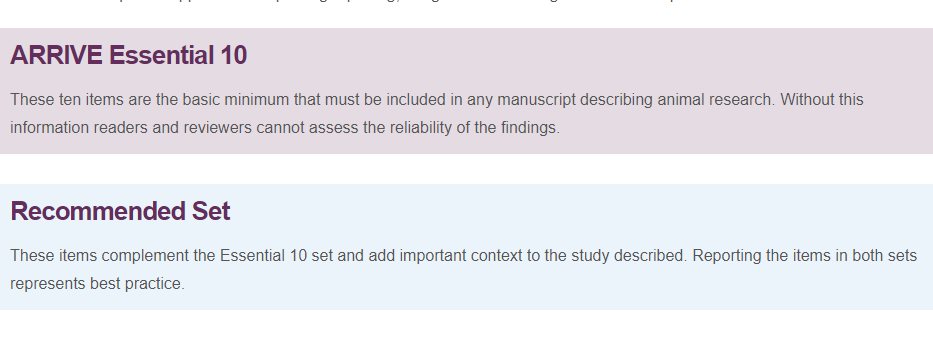 ARRIVE Essential 10
These ten items are the basic minimum that must be included in any manuscript describing animal research. Without this
information readers and reviewers cannot assess the reliability of the findings.
Recommended Set
These items complement the Essential 10 set and add important context to the study described. Reporting the items in both sets
represents best practice.